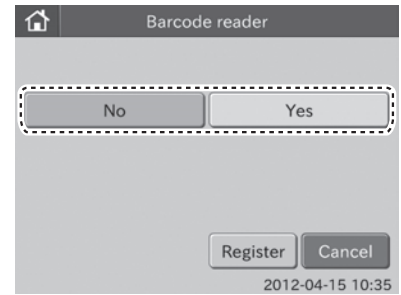 Barcode reader
No Yes
Register Cancel
2012-04-15 10:35